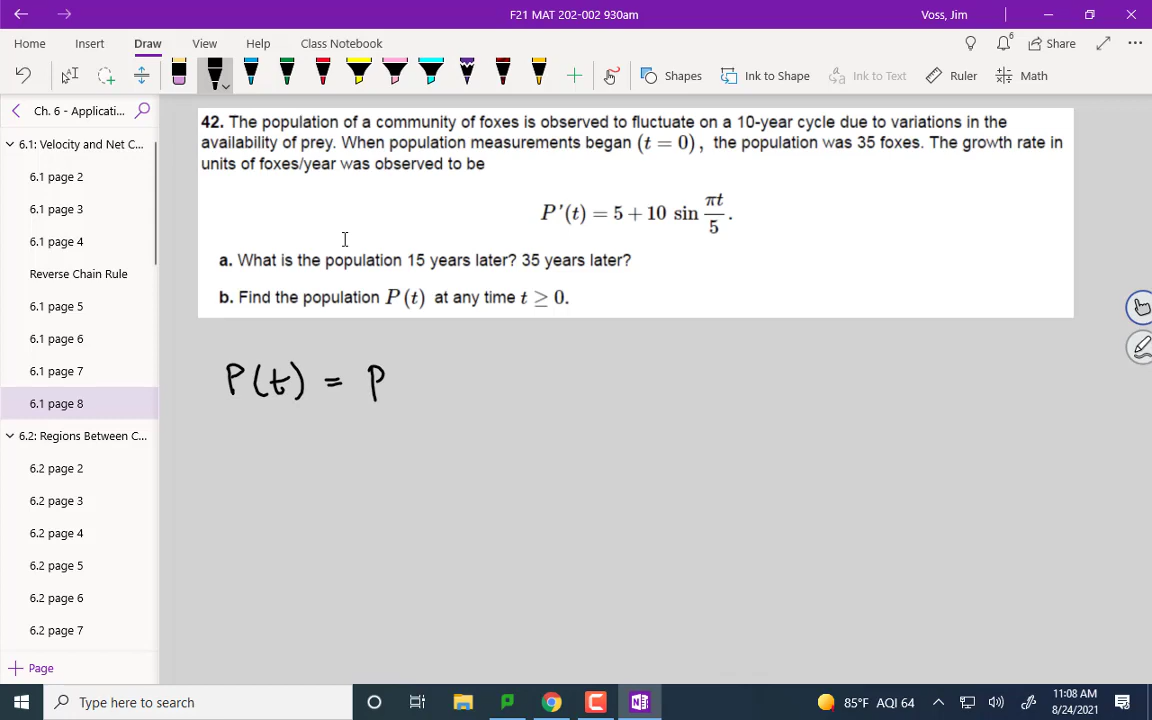 F21 MAT 202-002 930am
Voss, Jim
Home Insert Draw View Help Class Notebook
6
Share
Shapes
Ink to Shape
Ink to Text
Ruler
Math
Ch. 6 - Applicati...
6.1: Velocity and Net C...
6.1 page 2
6.1 page 3
6.1 page 4
Reverse Chain Rule
6.1 page 5
6.1 page 6
6.1 page 7
6.1 page 8
6.2: Regions Between C...
6.2 page 2
6.2 page 3
6.2 page 4
6.2 page 5
6.2 page 6
6.2 page 7
Page
42. The population of a community of foxes is observed to fluctuate on a 10-year cycle due to variations in the
availability of prey. When population measurements began (t = 0), the population was 35 foxes. The growth rate in
units of foxes/year was observed to be
P'(t) = 5 + 10 sin πt/5.
a. What is the population 15 years later? 35 years later?
b. Find the population P(t) at any time t ≥ 0.
P(t) = P
Type here to search
85°F AQI 64
11:08 AM
8/24/2021